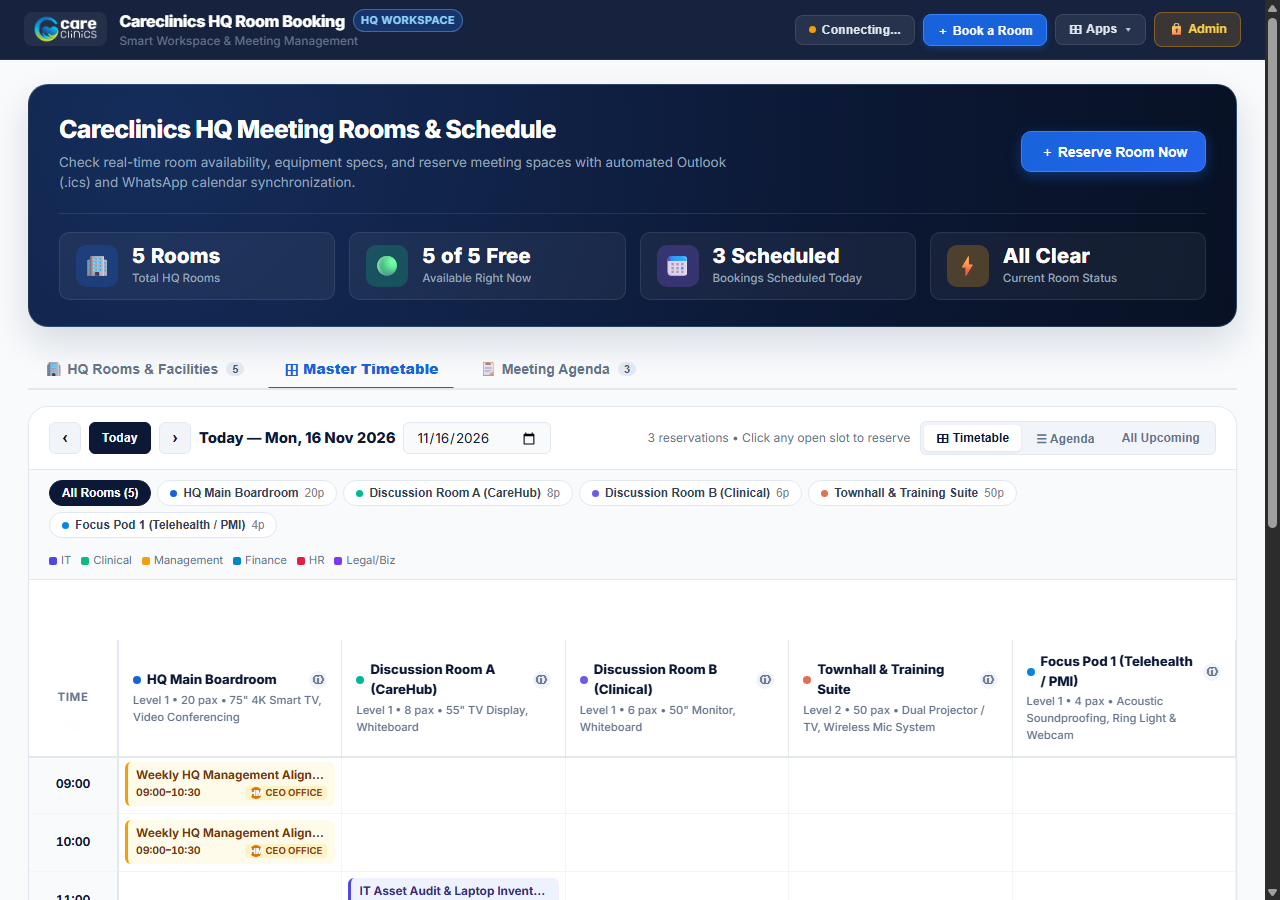 care
clinics
Careclinics HQ Room Booking
HQ WORKSPACE
Smart Workspace & Meeting Management
Connecting...
+ Book a Room
Apps
Admin
Careclinics HQ Meeting Rooms & Schedule
Check real-time room availability, equipment specs, and reserve meeting spaces with automated Outlook
(.ics) and WhatsApp calendar synchronization.
+ Reserve Room Now
5 Rooms
Total HQ Rooms
5 of 5 Free
Available Right Now
3 Scheduled
Bookings Scheduled Today
All Clear
Current Room Status
HQ Rooms & Facilities 5
Master Timetable
Meeting Agenda 3
‹
Today
›
Today — Mon, 16 Nov 2026
11/16/2026
3 reservations • Click any open slot to reserve
Timetable
Agenda
All Upcoming
All Rooms (5)
HQ Main Boardroom 20p
Discussion Room A (CareHub) 8p
Discussion Room B (Clinical) 6p
Townhall & Training Suite 50p
Focus Pod 1 (Telehealth / PMI) 4p
IT
Clinical
Management
Finance
HR
Legal/Biz
TIME
HQ Main Boardroom
Level 1 • 20 pax • 75" 4K Smart TV,
Video Conferencing
Discussion Room A
(CareHub)
Level 1 • 8 pax • 55" TV Display,
Whiteboard
Discussion Room B
(Clinical)
Level 1 • 6 pax • 50" Monitor,
Whiteboard
Townhall & Training
Suite
Level 2 • 50 pax • Dual Projector /
TV, Wireless Mic System
Focus Pod 1 (Telehealth
/ PMI)
Level 1 • 4 pax • Acoustic
Soundproofing, Ring Light &
Webcam
09:00
Weekly HQ Management Align...
09:00–10:30
HM CEO OFFICE
10:00
Weekly HQ Management Align...
09:00–10:30
HM CEO OFFICE
11:00
IT Asset Audit & Laptop Invent...